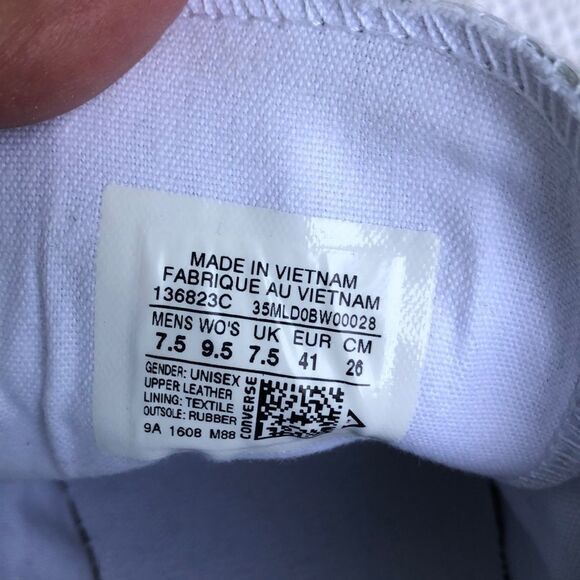 MADE IN VIETNAM
FABRIQUE AU VIETNAM
136823C 35MLD0BW00028
MENS WO'S UK EUR CM
7.5 9.5 7.5 41 26
GENDER: UNISEX
UPPER LEATHER
LINING: TEXTILE
OUTSOLE: RUBBER
9A 1608 M88
CONVERSE